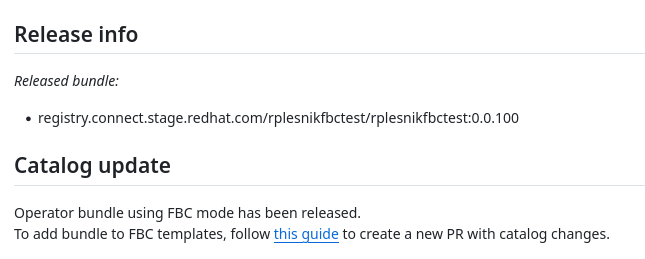 Release info
Released bundle:
• registry.connect.stage.redhat.com/rplesnikfbctest/rplesnikfbctest:0.0.100
Catalog update
Operator bundle using FBC mode has been released.
To add bundle to FBC templates, follow this guide to create a new PR with catalog changes.